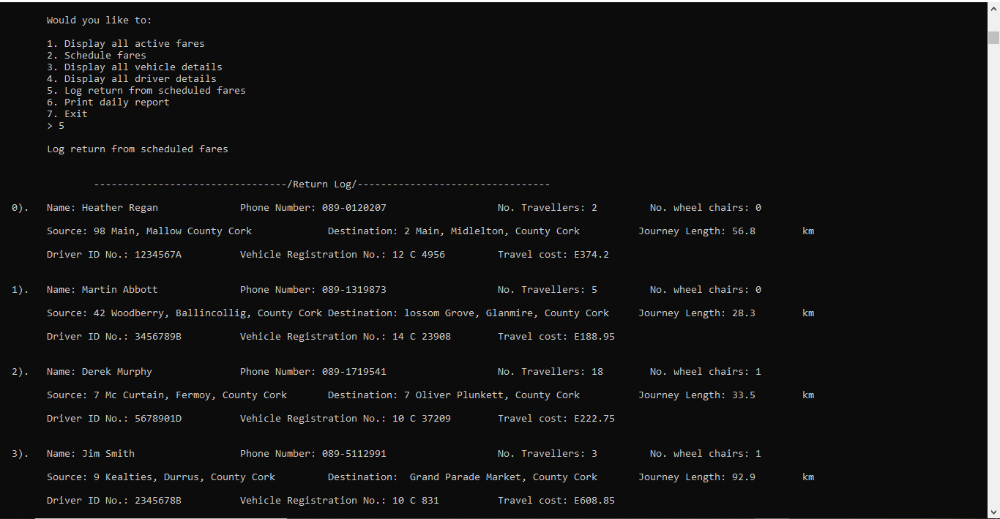 Would you like to:
1. Display all active fares
2. Schedule fares
3. Display all vehicle details
4. Display all driver details
5. Log return from scheduled fares
6. Print daily report
7. Exit
> 5
Log return from scheduled fares
---------------------------------/Return Log/---------------------------------
0). Name: Heather Regan Phone Number: 089-0120207 No. Travellers: 2 No. wheel chairs: 0
Source: 98 Main, Mallow County Cork Destination: 2 Main, Midlelton, County Cork Journey Length: 56.8 km
Driver ID No.: 1234567A Vehicle Registration No.: 12 C 4956 Travel cost: E374.2
1). Name: Martin Abbott Phone Number: 089-1319873 No. Travellers: 5 No. wheel chairs: 0
Source: 42 Woodberry, Ballincollig, County Cork Destination: lossom Grove, Glanmire, County Cork Journey Length: 28.3 km
Driver ID No.: 3456789B Vehicle Registration No.: 14 C 23908 Travel cost: E188.95
2). Name: Derek Murphy Phone Number: 089-1719541 No. Travellers: 18 No. wheel chairs: 1
Source: 7 Mc Curtain, Fermoy, County Cork Destination: 7 Oliver Plunkett, County Cork Journey Length: 33.5 km
Driver ID No.: 5678901D Vehicle Registration No.: 10 C 37209 Travel cost: E222.75
3). Name: Jim Smith Phone Number: 089-5112991 No. Travellers: 3 No. wheel chairs: 1
Source: 9 Kealties, Durrus, County Cork Destination:  Grand Parade Market, County Cork Journey Length: 92.9 km
Driver ID No.: 2345678B Vehicle Registration No.: 10 C 831 Travel cost: E608.85